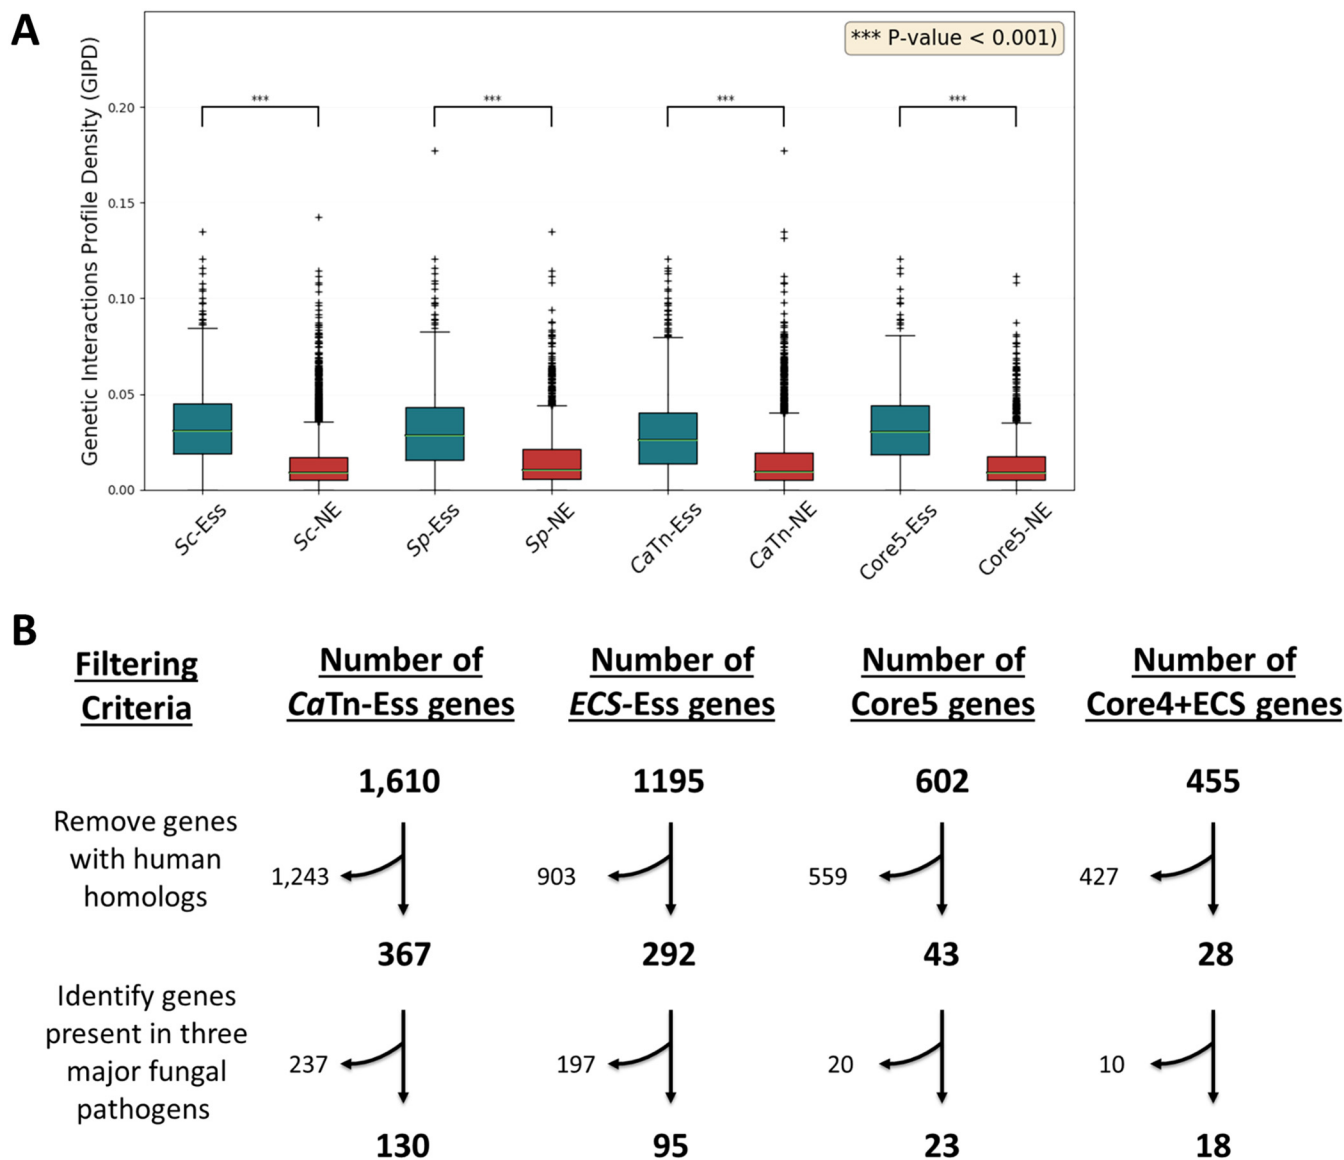 A
Genetic Interactions Profile Density (GIPD)
*** P-value < 0.001)
0.20
0.15
0.10
0.05
0.00
*** *** *** ***
Sc-Ess Sc-NE Sp-Ess Sp-NE CaTn-Ess CaTn-NE Core5-Ess Core5-NE
B
Filtering Number of Number of Number of Number of
Criteria CaTn-Ess genes ECS-Ess genes Core5 genes Core4+ECS genes
1,610 1195 602 455
Remove genes
with human
homologs
1,243 903 559 427
367 292 43 28
Identify genes
present in three
major fungal
pathogens
237 197 20 10
130 95 23 18